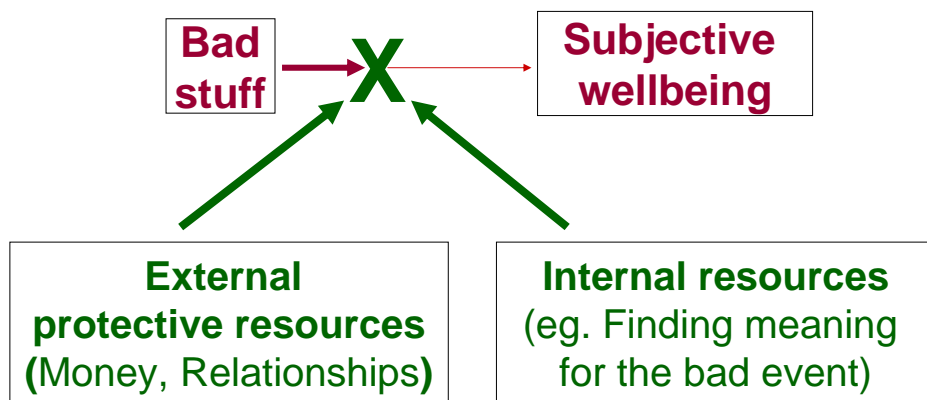 Bad
stuff
X
Subjective
wellbeing
External
protective resources
(Money, Relationships)
Internal resources
(eg. Finding meaning
for the bad event)